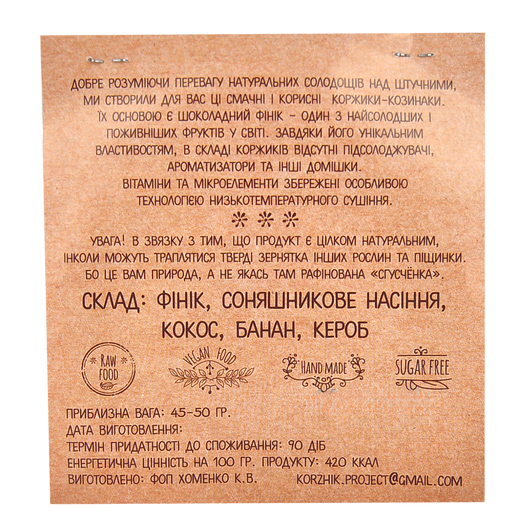 ДОБРЕ РОЗУМІЮЧИ ПЕРЕВАГУ НАТУРАЛЬНИХ СОЛОДОЩІВ НАД ШТУЧНИМИ,
МИ СТВОРИЛИ ДЛЯ ВАС ЦІ СМАЧНІ І КОРИСНІ КОРЖИКИ-КОЗИНАКИ.
ЇХ ОСНОВОЮ Є ШОКОЛАДНИЙ ФІНІК - ОДИН З НАЙСОЛОДШИХ І
ПОЖИВНІШИХ ФРУКТІВ У СВІТІ. ЗАВДЯКИ ЙОГО УНІКАЛЬНИМ
ВЛАСТИВОСТЯМ, В СКЛАДІ КОРЖИКІВ ВІДСУТНІ ПІДСОЛОДЖУВАЧІ,
АРОМАТИЗАТОРИ ТА ІНШІ ДОМІШКИ.
ВІТАМІНИ ТА МІКРОЕЛЕМЕНТИ ЗБЕРЕЖЕНІ ОСОБЛИВОЮ
ТЕХНОЛОГІЄЮ НИЗЬКОТЕМПЕРАТУРНОГО СУШІННЯ.
* * *
УВАГА! В ЗВЯЗКУ З ТИМ, ЩО ПРОДУКТ Є ЦІЛКОМ НАТУРАЛЬНИМ,
ІНКОЛИ МОЖУТЬ ТРАПЛЯТИСЯ ТВЕРДІ ЗЕРНЯТКА ІНШИХ РОСЛИН ТА ПІЩИНКИ.
БО ЦЕ ВАМ ПРИРОДА, А НЕ ЯКАСЬ ТАМ РАФІНОВАНА «СГУСЧЁНКА».
СКЛАД: ФІНІК, СОНЯШНИКОВЕ НАСІННЯ,
КОКОС, БАНАН, КЕРОБ
RAW FOOD
VEGAN FOOD
HAND MADE
SUGAR FREE
ПРИБЛИЗНА ВАГА: 45-50 ГР.
ДАТА ВИГОТОВЛЕННЯ:
ТЕРМІН ПРИДАТНОСТІ ДО СПОЖИВАННЯ: 90 ДІБ
ЕНЕРГЕТИЧНА ЦІННІСТЬ НА 100 ГР. ПРОДУКТУ: 420 ККАЛ
ВИГОТОВЛЕНО: ФОП ХОМЕНКО К.В. KORZHIK.PROJECT@GMAIL.COM